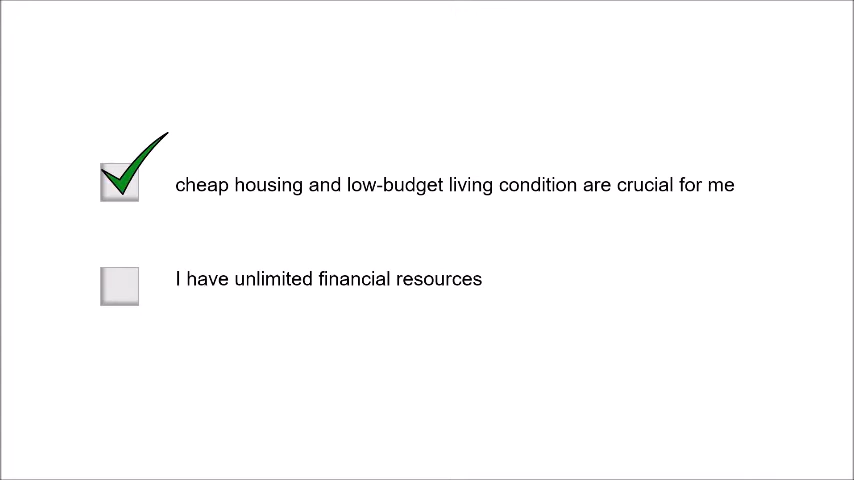 cheap housing and low-budget living condition are crucial for me
I have unlimited financial resources